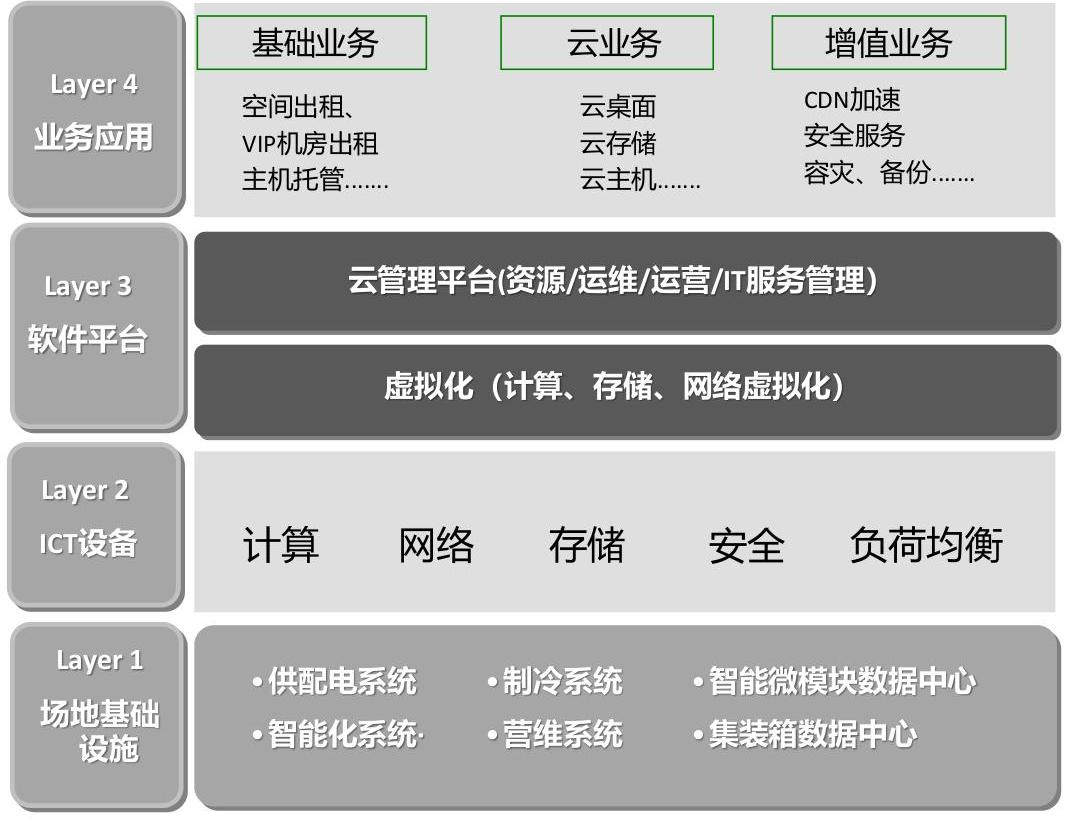 Layer 4
业务应用
基础业务
空间出租、
VIP机房出租
主机托管.......
云业务
云桌面
云存储
云主机.......
增值业务
CDN加速
安全服务
容灾、备份.......
Layer 3
软件平台
云管理平台(资源/运维/运营/IT服务管理）
虚拟化（计算、存储、网络虚拟化）
Layer 2
ICT设备
计算 网络 存储 安全 负荷均衡
Layer 1
场地基础
设施
•供配电系统 •制冷系统 •智能微模块数据中心
•智能化系统· •营维系统 •集装箱数据中心